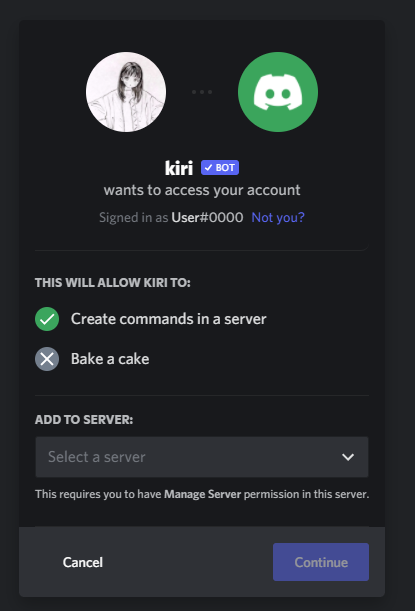 kiri BOT
wants to access your account
Signed in as User#0000 Not you?
THIS WILL ALLOW KIRI TO:
Create commands in a server
Bake a cake
ADD TO SERVER:
Select a server
This requires you to have Manage Server permission in this server.
Cancel Continue